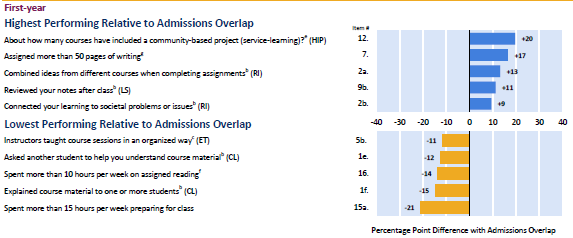 First-year
Highest Performing Relative to Admissions Overlap
Item #
About how many courses have included a community-based project (service-learning)?e (HIP) 12. +20
Assigned more than 50 pages of writingg 7. +17
Combined ideas from different courses when completing assignmentsb (RI) 2a. +13
Reviewed your notes after classb (LS) 9b. +11
Connected your learning to societal problems or issuesb (RI) 2b. +9
Lowest Performing Relative to Admissions Overlap -40 -30 -20 -10 0 10 20 30 40
Instructors taught course sessions in an organized wayc (ET) 5b. -11
Asked another student to help you understand course materialb (CL) 1e. -12
Spent more than 10 hours per week on assigned readingf 16. -14
Explained course material to one or more studentsb (CL) 1f. -15
Spent more than 15 hours per week preparing for class 15a. -21
Percentage Point Difference with Admissions Overlap